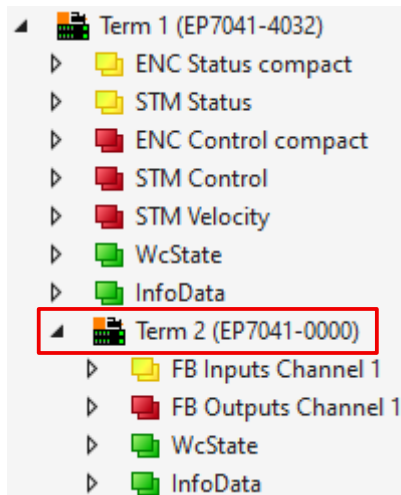 Term 1 (EP7041-4032)
ENC Status compact
STM Status
ENC Control compact
STM Control
STM Velocity
WcState
InfoData
Term 2 (EP7041-0000)
FB Inputs Channel 1
FB Outputs Channel 1
WcState
InfoData